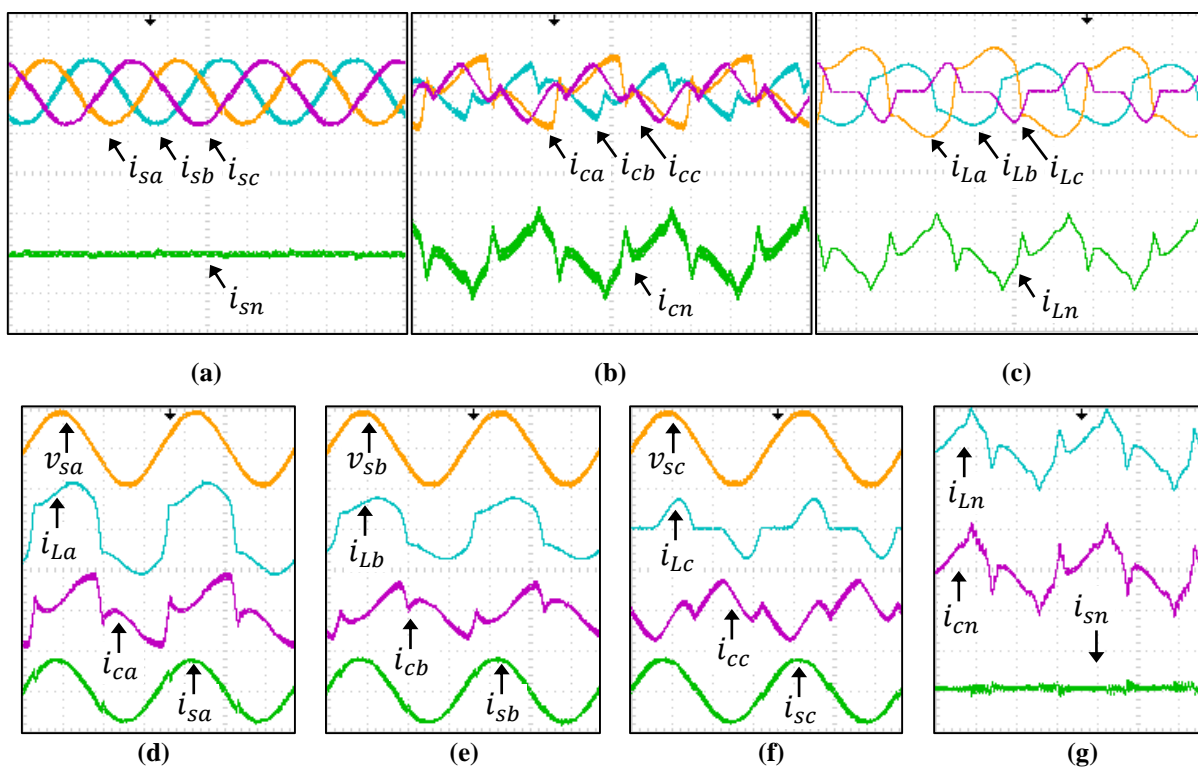 i_sa i_sb i_sc
i_sn
(a)
i_ca i_cb i_cc
i_cn
(b)
i_La i_Lb i_Lc
i_Ln
(c)
v_sa
i_La
i_ca
i_sa
(d)
v_sb
i_Lb
i_cb
i_sb
(e)
v_sc
i_Lc
i_cc
i_sc
(f)
i_Ln
i_cn
i_sn
(g)